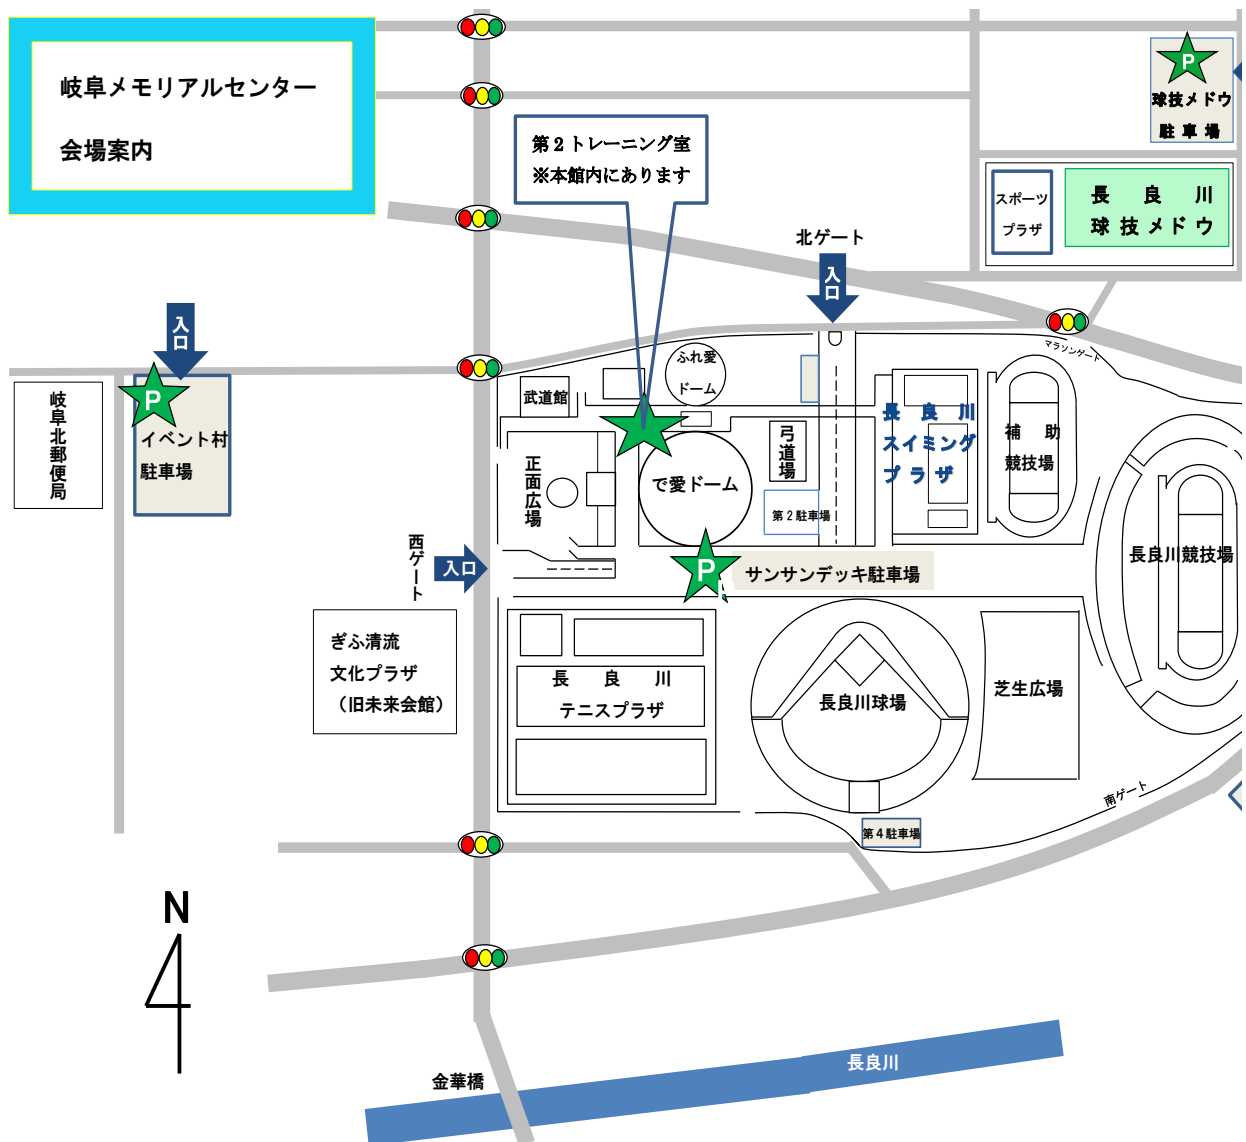 岐阜メモリアルセンター
会場案内
P
球技メドウ
駐車場
第２トレーニング室
※本館内にあります
スポーツ
プラザ
長良川
球技メドウ
北ゲート
入口
入口
マラソンゲート
ふれ愛
ドーム
武道館
P
イベント村
駐車場
岐阜北郵便局
長良川
スイミング
プラザ
補助
競技場
弓道場
正面広場
で愛ドーム
第２駐車場
長良川競技場
西ゲート
入口
P
サンサンデッキ駐車場
ぎふ清流
文化プラザ
（旧未来会館）
長良川
テニスプラザ
長良川球場
芝生広場
南ゲート
第４駐車場
N
長良川
金華橋